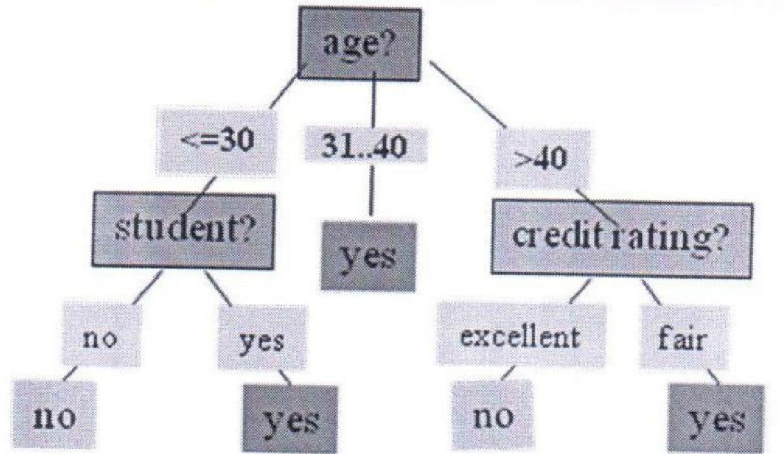 age?
<=30
31..40
>40
student?
yes
credit rating?
no
yes
excellent
fair
no
yes
no
yes